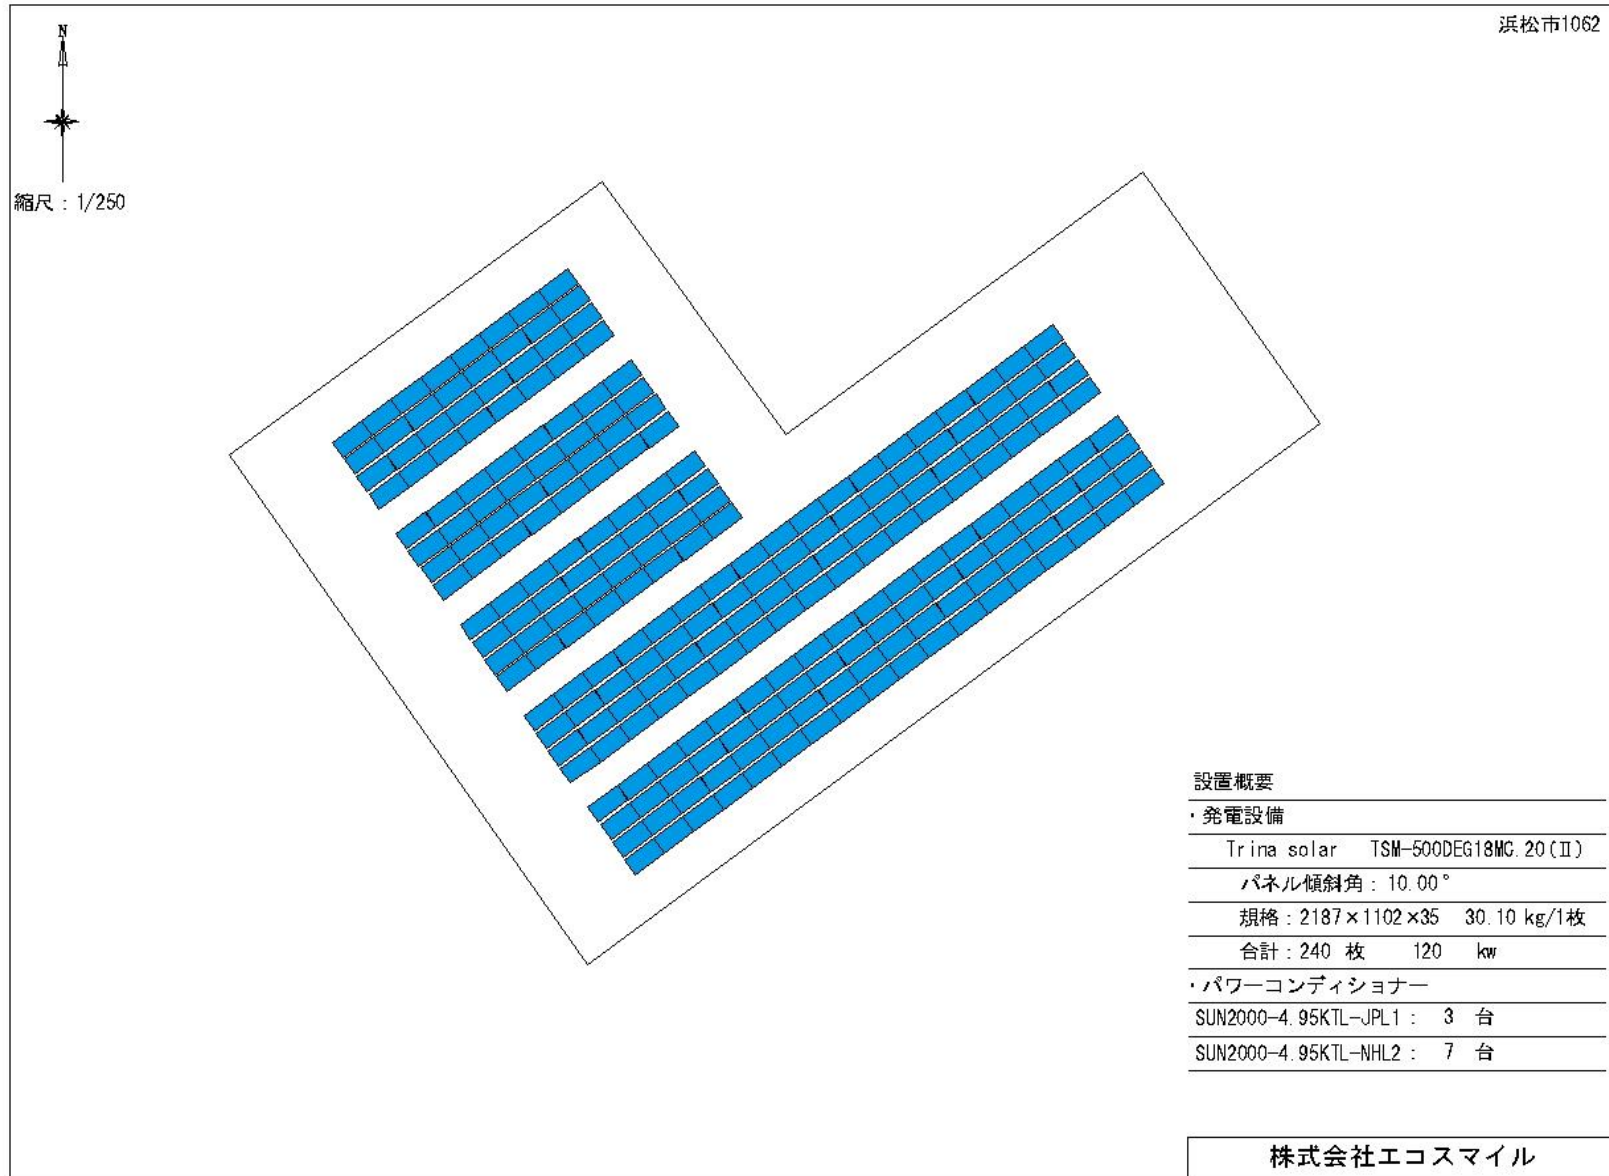 浜松市1062
N
縮尺：1/250
設置概要
・発電設備
Trina solar TSM-500DEG18MC.20(Ⅱ)
パネル傾斜角：10.00°
規格：2187×1102×35 30.10 kg/1枚
合計：240 枚 120 kw
・パワーコンディショナー
SUN2000-4.95KTL-JPL1： 3 台
SUN2000-4.95KTL-NHL2： 7 台
株式会社エコスマイル